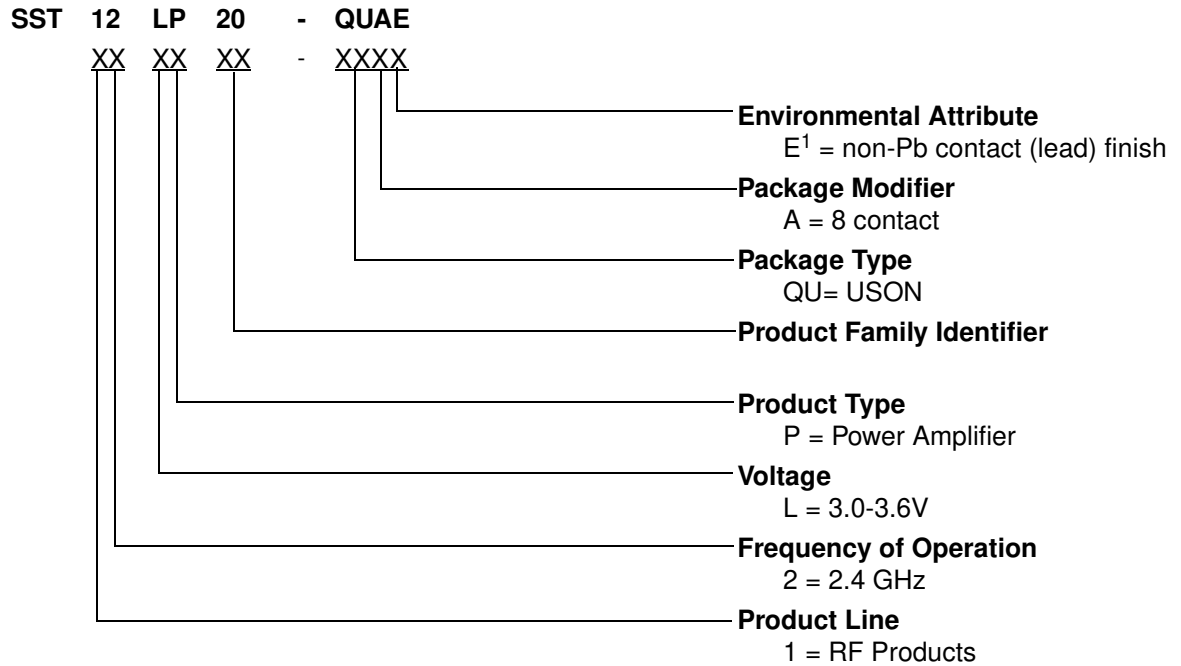 SST 12 LP 20 - QUAE
XX XX XX - XXXX
Environmental Attribute
E¹ = non-Pb contact (lead) finish
Package Modifier
A = 8 contact
Package Type
QU= USON
Product Family Identifier
Product Type
P = Power Amplifier
Voltage
L = 3.0-3.6V
Frequency of Operation
2 = 2.4 GHz
Product Line
1 = RF Products